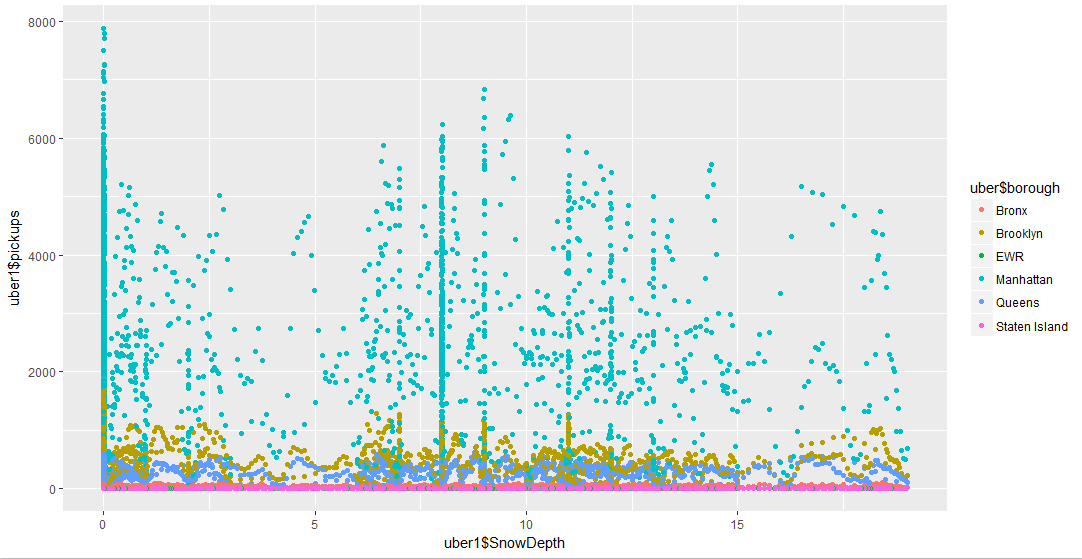 8000
6000
4000
2000
0
uber1$pickups
0
5
10
15
uber1$SnowDepth
uber$borough
Bronx
Brooklyn
EWR
Manhattan
Queens
Staten Island